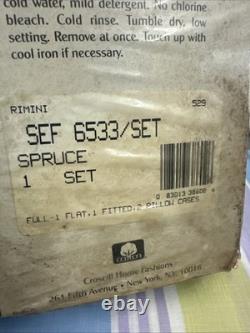 cold water, mild detergent. No chlorine
bleach. Cold rinse. Tumble dry, low
setting. Remove at once. Touch up with
cool iron if necessary.
RIMINI 529
SEF 6533/SET
SPRUCE
1 SET
FULL-1 FLAT,1 FITTED,2 PILLOW CASES
COTTON
Croscill Home Fashions
261 Fifth Avenue • New York, N.Y. 10016